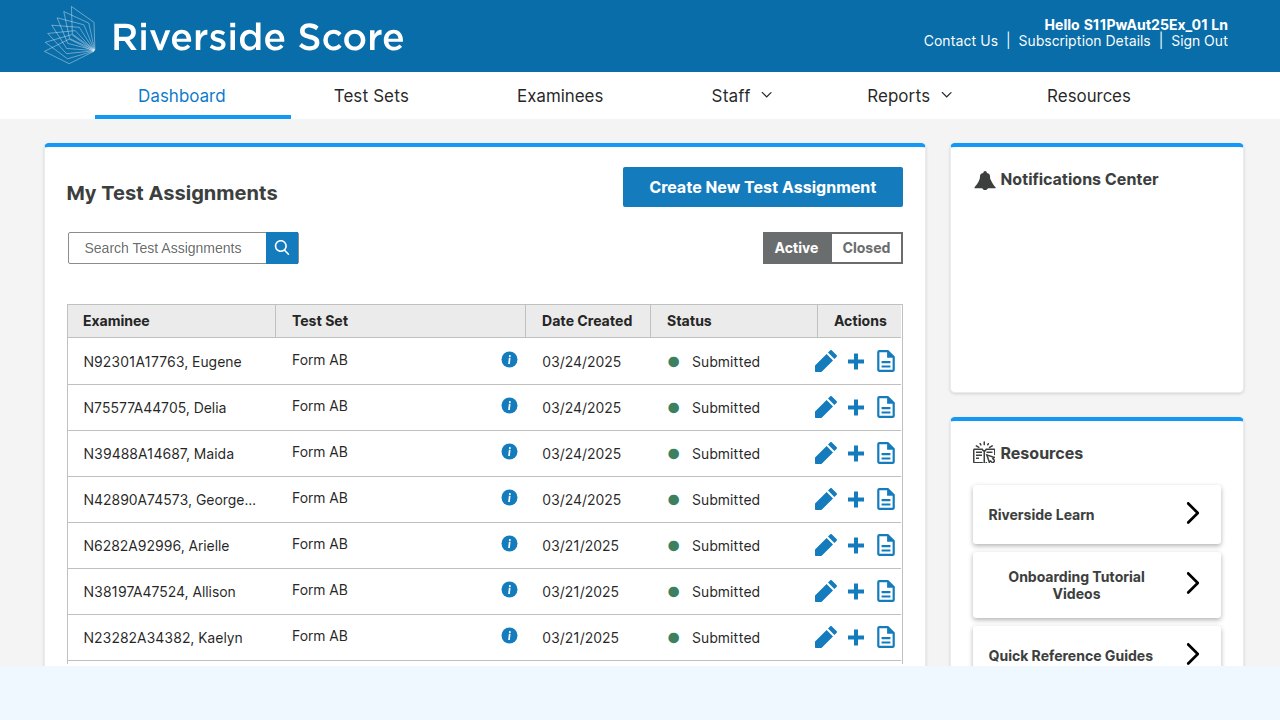 Riverside Score
Hello S11PwAut25Ex_01 Ln
Contact Us | Subscription Details | Sign Out
Dashboard Test Sets Examinees Staff Reports Resources
My Test Assignments
Create New Test Assignment
Search Test Assignments
Active Closed
Examinee Test Set Date Created Status Actions
N92301A17763, Eugene Form AB i 03/24/2025 Submitted
N75577A44705, Delia Form AB i 03/24/2025 Submitted
N39488A14687, Maida Form AB i 03/24/2025 Submitted
N42890A74573, George... Form AB i 03/24/2025 Submitted
N6282A92996, Arielle Form AB i 03/21/2025 Submitted
N38197A47524, Allison Form AB i 03/21/2025 Submitted
N23282A34382, Kaelyn Form AB i 03/21/2025 Submitted
Notifications Center
Resources
Riverside Learn
Onboarding Tutorial
Videos
Quick Reference Guides